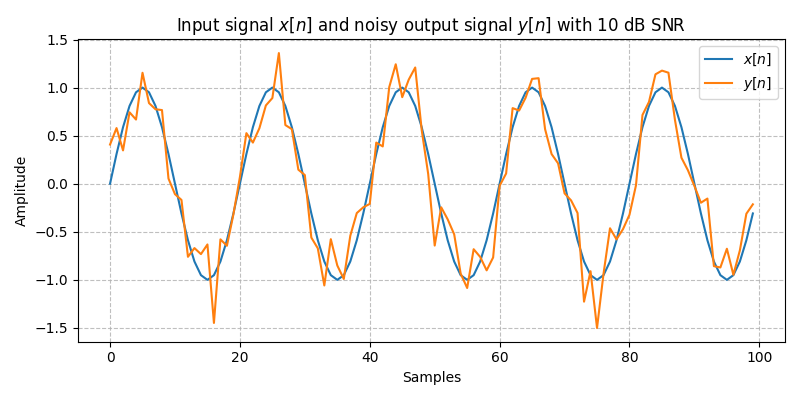 Input signal x[n] and noisy output signal y[n] with 10 dB SNR
1.5
1.0
0.5
0.0
−0.5
−1.0
−1.5
Amplitude
x[n]
y[n]
0 20 40 60 80 100
Samples